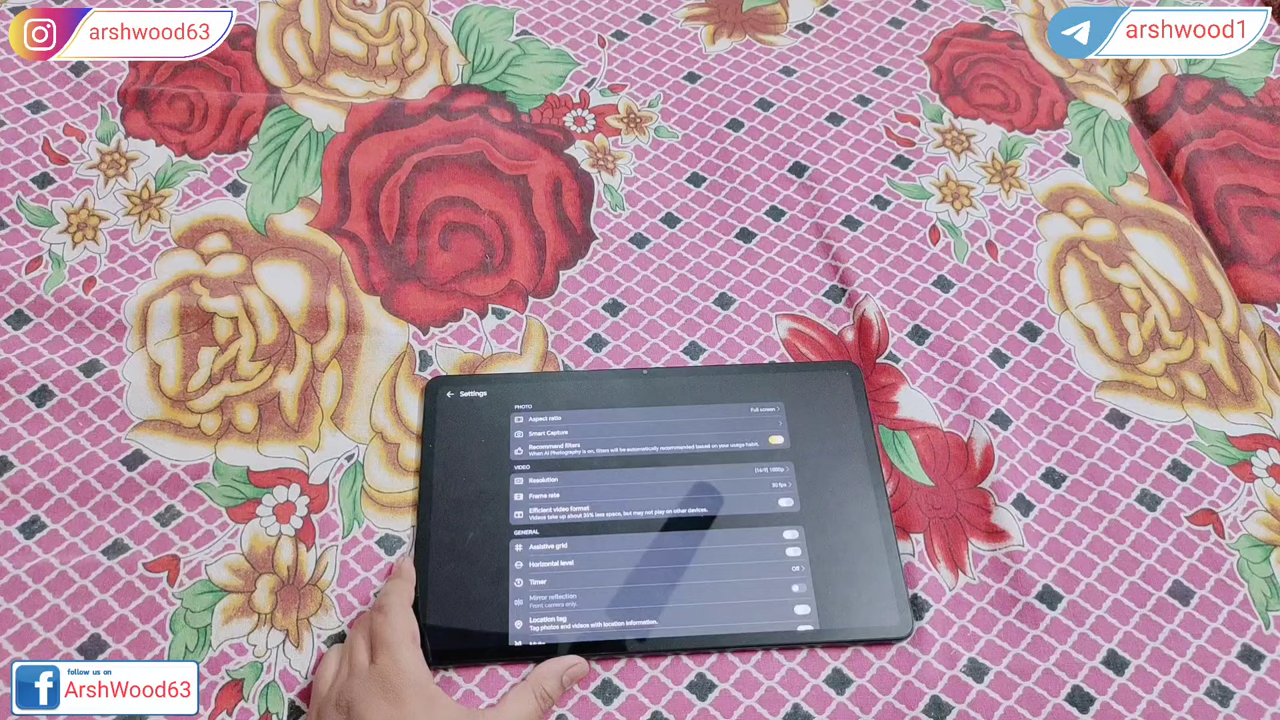 arshwood63
arshwood1
Settings
PHOTO
Aspect ratio
Full screen
Smart Capture
Recommend filters
When AI Photography is on, filters will be automatically recommended based on your usage habit.
VIDEO
Resolution
[16:9] 1080p
Frame rate
30 fps
Efficient video format
Videos take up about 35% less space, but may not play on other devices.
GENERAL
Assistive grid
Horizontal level
Timer
Off
Mirror reflection
Front camera only.
Location tag
Tag photos and videos with location information.
follow us on
ArshWood63